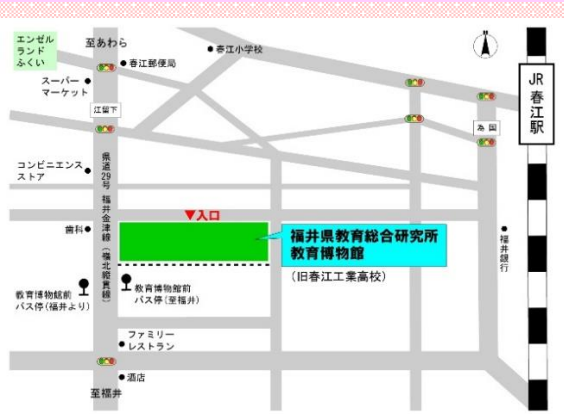 エンゼル
ランド
ふくい
至あわら
春江郵便局
春江小学校
スーパー
マーケット
江留下
JR
春江駅
為国
コンビニエンス
ストア
県道29号 福井金津線(嶺北縦貫線)
歯科
▼入口
福井県教育総合研究所
教育博物館
(旧春江工業高校)
福井銀行
教育博物館前
バス停(福井より)
教育博物館前
バス停(至福井)
ファミリー
レストラン
酒店
至福井